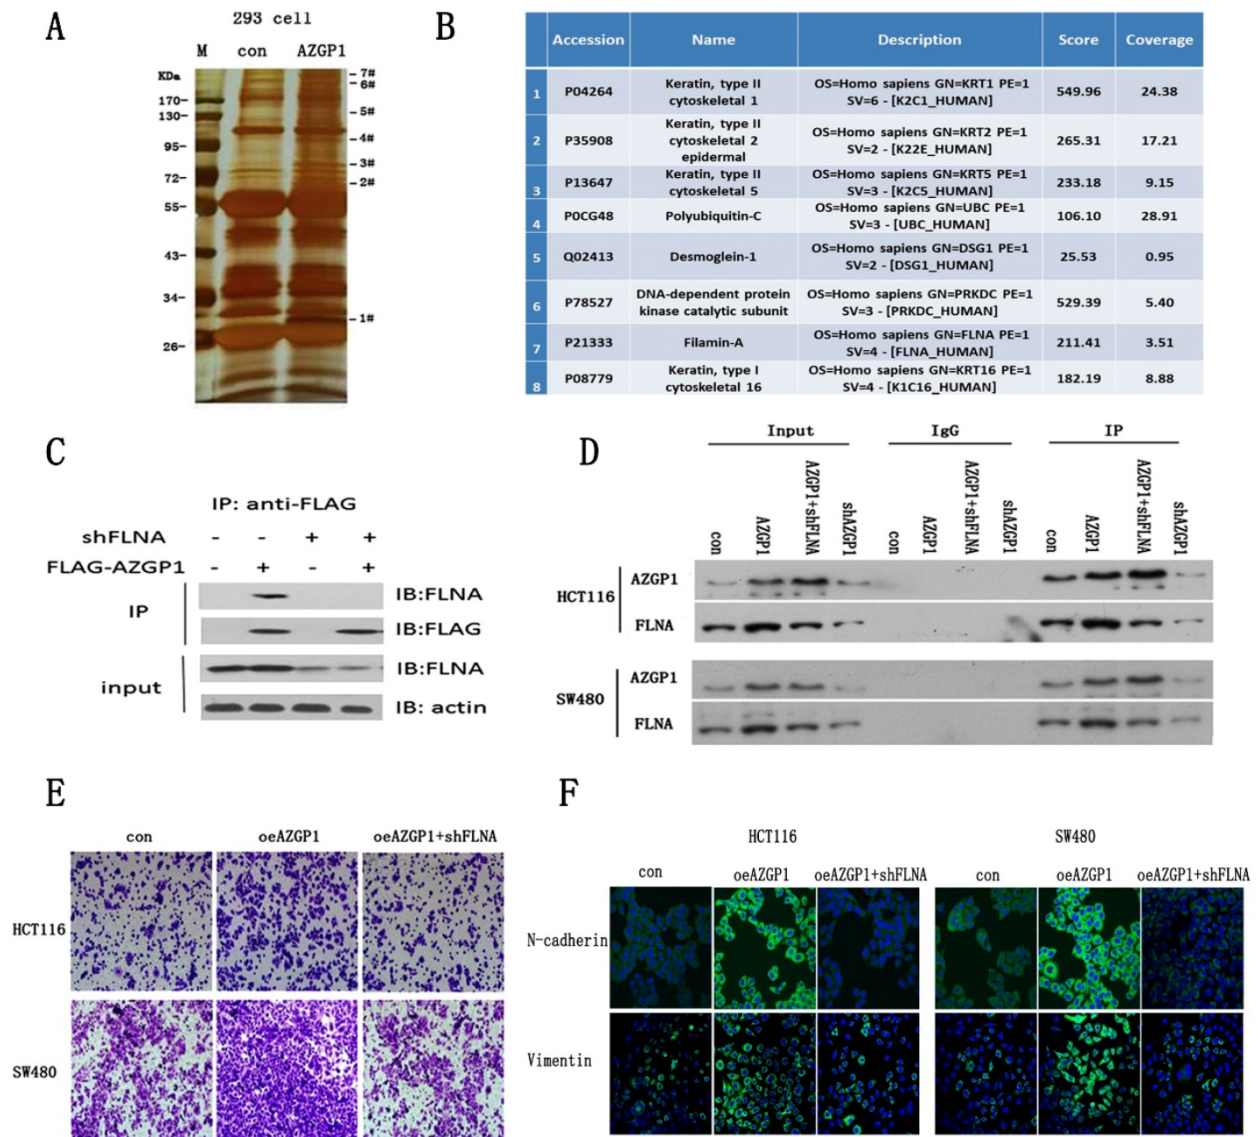 A
293 cell
M con AZGP1
KDa
170-
130-
95-
72-
55-
43-
34-
26-
7#
6#
5#
4#
3#
2#
1#
B
Accession Name Description Score Coverage
1 P04264 Keratin, type II cytoskeletal 1 OS=Homo sapiens GN=KRT1 PE=1 SV=6 - [K2C1_HUMAN] 549.96 24.38
2 P35908 Keratin, type II cytoskeletal 2 epidermal OS=Homo sapiens GN=KRT2 PE=1 SV=2 - [K22E_HUMAN] 265.31 17.21
3 P13647 Keratin, type II cytoskeletal 5 OS=Homo sapiens GN=KRT5 PE=1 SV=3 - [K2C5_HUMAN] 233.18 9.15
4 P0CG48 Polyubiquitin-C OS=Homo sapiens GN=UBC PE=1 SV=3 - [UBC_HUMAN] 106.10 28.91
5 Q02413 Desmoglein-1 OS=Homo sapiens GN=DSG1 PE=1 SV=2 - [DSG1_HUMAN] 25.53 0.95
6 P78527 DNA-dependent protein kinase catalytic subunit OS=Homo sapiens GN=PRKDC PE=1 SV=3 - [PRKDC_HUMAN] 529.39 5.40
7 P21333 Filamin-A OS=Homo sapiens GN=FLNA PE=1 SV=4 - [FLNA_HUMAN] 211.41 3.51
8 P08779 Keratin, type I cytoskeletal 16 OS=Homo sapiens GN=KRT16 PE=1 SV=4 - [K1C16_HUMAN] 182.19 8.88
C
IP: anti-FLAG
shFLNA - - + +
FLAG-AZGP1 - + - +
IP
IB:FLNA
IB:FLAG
input
IB:FLNA
IB: actin
D
Input IgG IP
con AZGP1 AZGP1+shFLNA shAZGP1 con AZGP1 AZGP1+shFLNA shAZGP1 con AZGP1 AZGP1+shFLNA shAZGP1
HCT116
AZGP1
FLNA
SW480
AZGP1
FLNA
E
con oeAZGP1 oeAZGP1+shFLNA
HCT116
SW480
F
HCT116 SW480
con oeAZGP1 oeAZGP1+shFLNA con oeAZGP1 oeAZGP1+shFLNA
N-cadherin
Vimentin